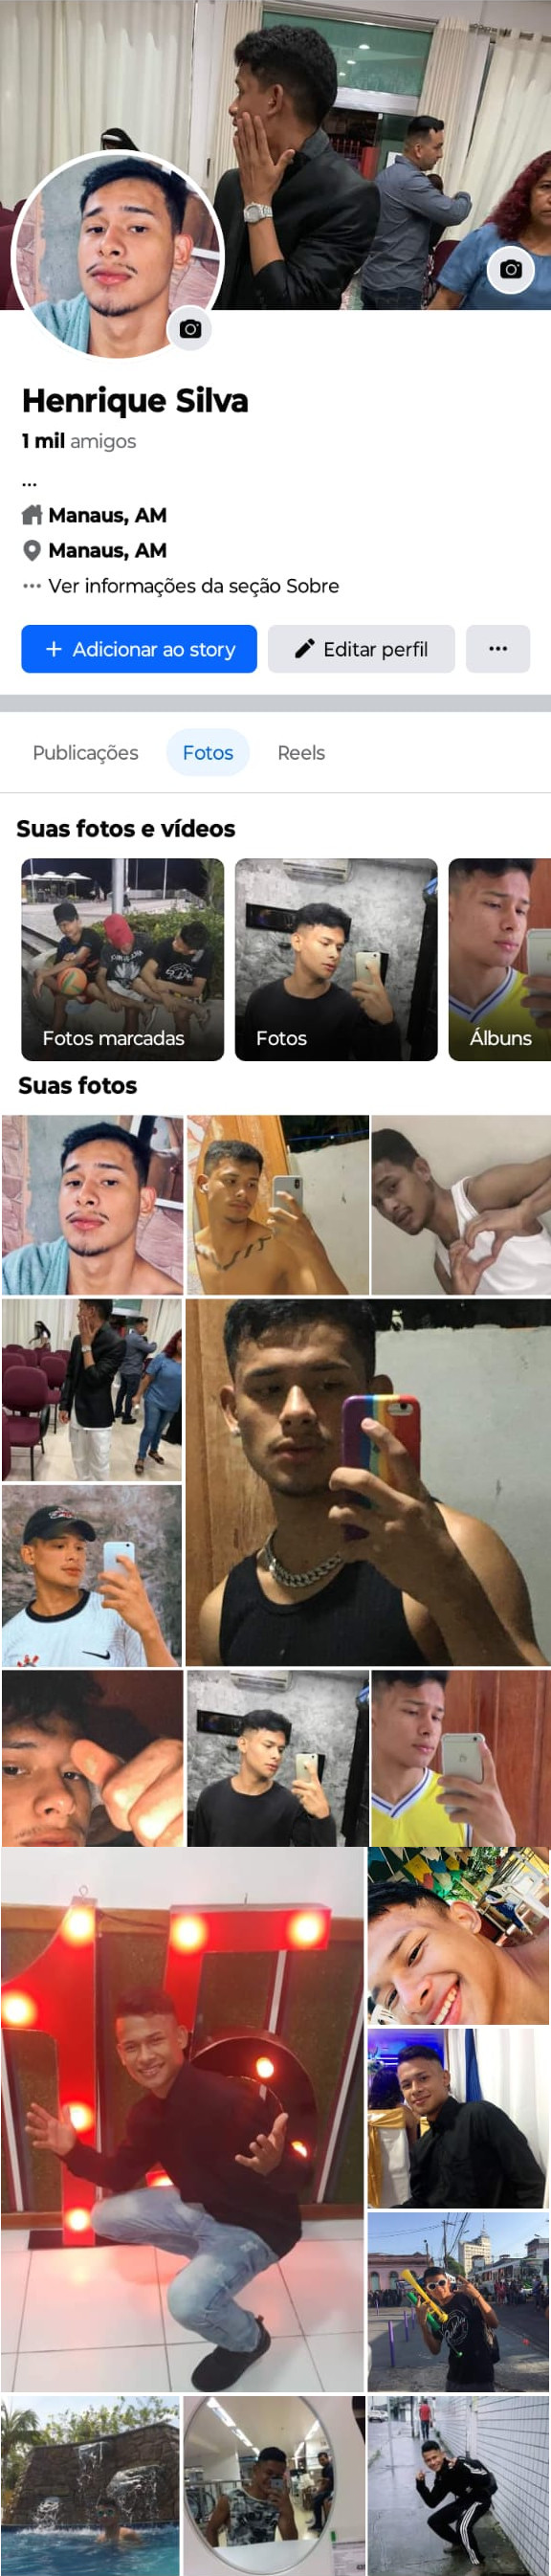 Henrique Silva
1 mil amigos
...
Manaus, AM
Manaus, AM
Ver informações da seção Sobre
+ Adicionar ao story
Editar perfil
Publicações
Fotos
Reels
Suas fotos e vídeos
Fotos marcadas
Fotos
Álbuns
Suas fotos
15